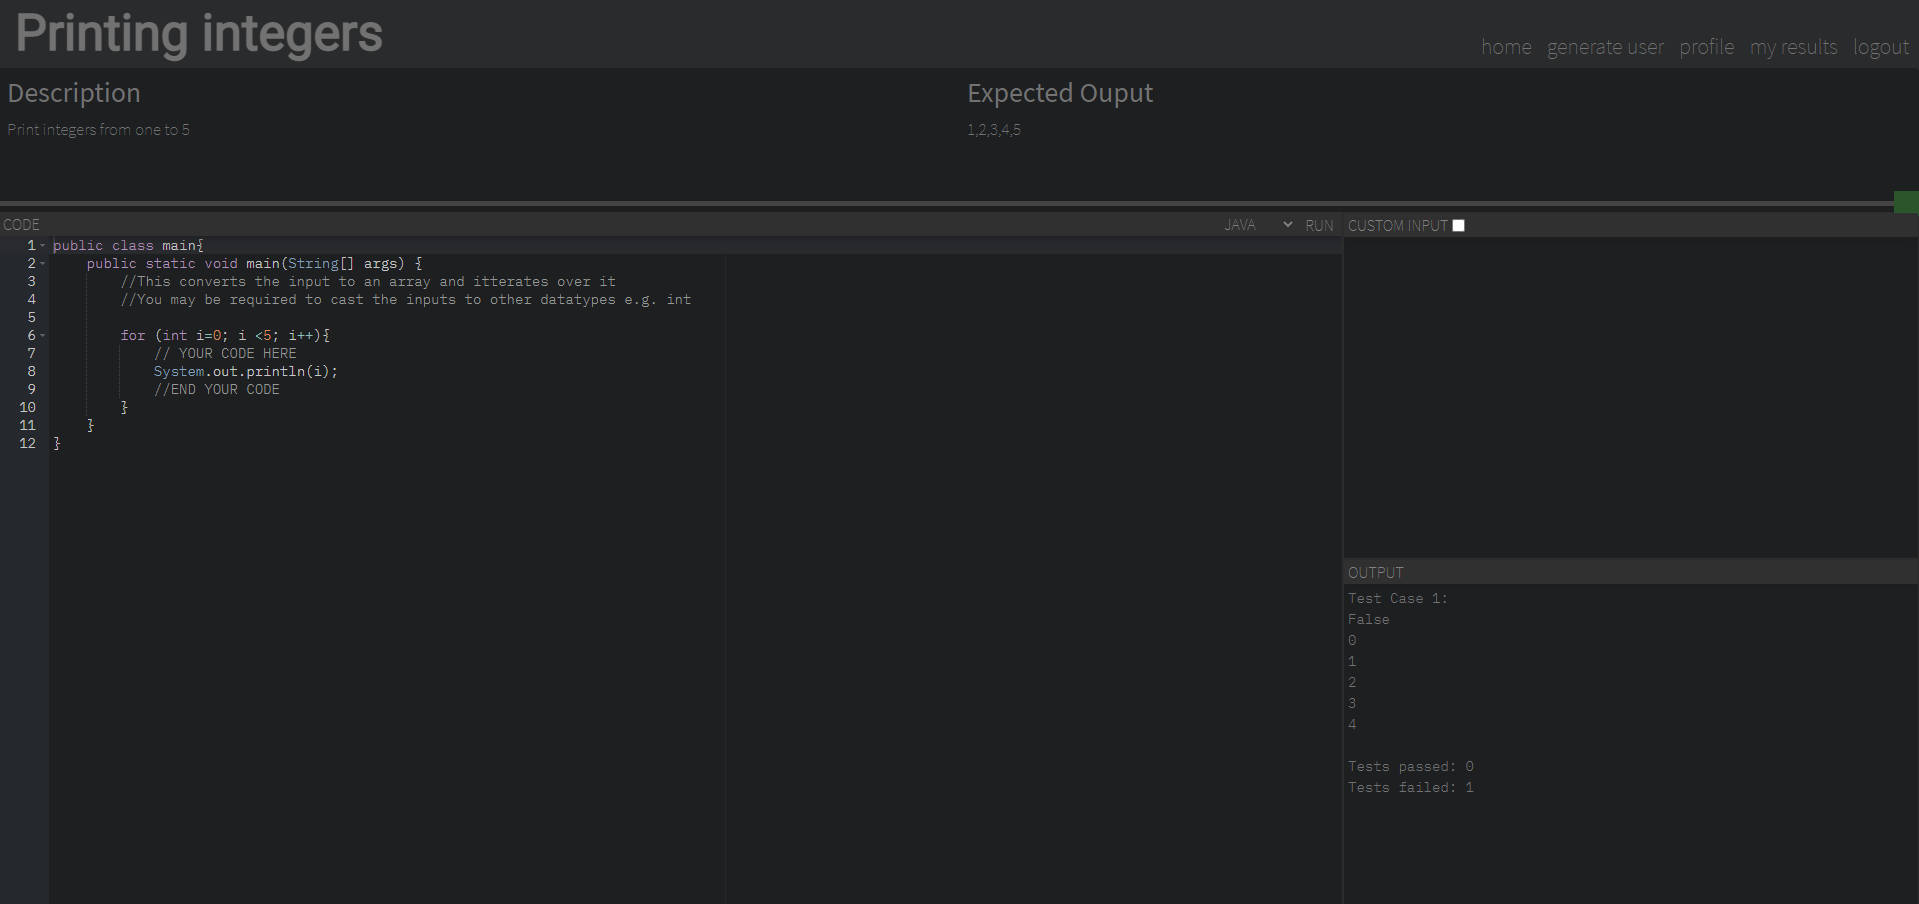 Printing integers
home generate user profile my results logout
Description
Print integers from one to 5
Expected Ouput
1,2,3,4,5
CODE JAVA RUN
1 public class main{
2 public static void main(String[] args) {
3 //This converts the input to an array and itterates over it
4 //You may be required to cast the inputs to other datatypes e.g. int
5
6 for (int i=0; i <5; i++){
7 // YOUR CODE HERE
8 System.out.println(i);
9 //END YOUR CODE
10 }
11 }
12 }
CUSTOM INPUT
OUTPUT
Test Case 1:
False
0
1
2
3
4
Tests passed: 0
Tests failed: 1